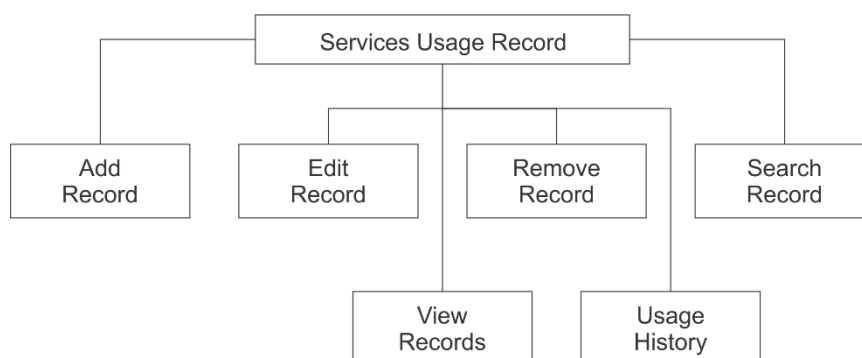 Services Usage Record
Add
Record
Edit
Record
Remove
Record
Search
Record
View
Records
Usage
History